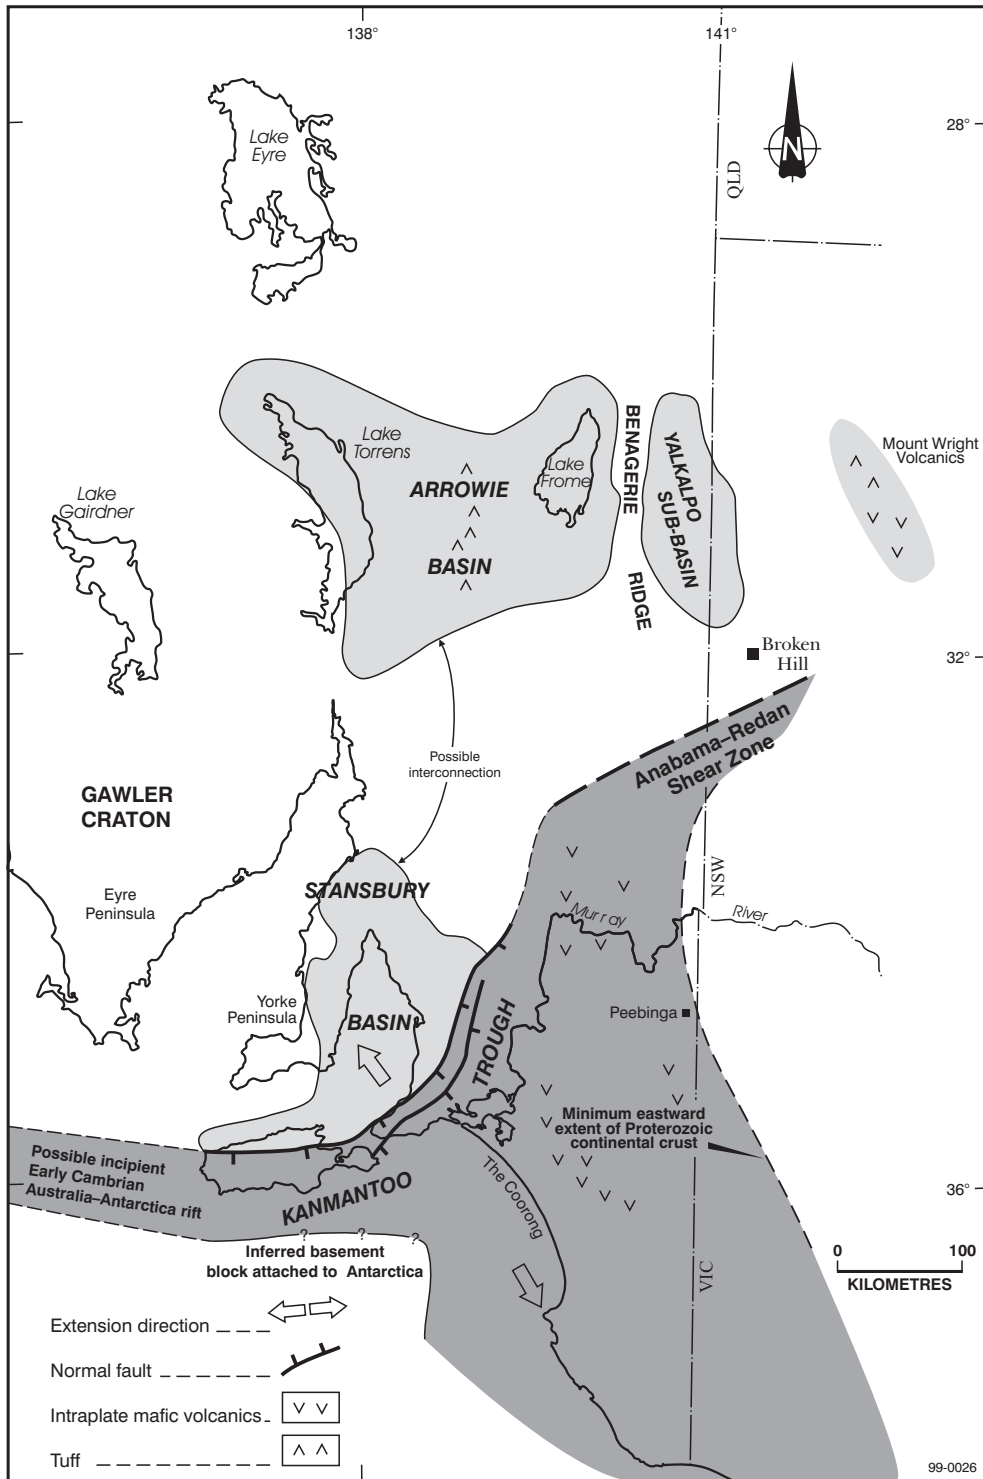 138°
141°
28°
Lake
Eyre
N
QLD
Lake
Torrens
Lake
Frome
BENAGERIE
RIDGE
YALKALPO
SUB-BASIN
Mount Wright
Volcanics
Lake
Gairdner
ARROWIE
BASIN
Broken
Hill
32°
Anabama–Redan
Shear Zone
Possible
interconnection
GAWLER
CRATON
Eyre
Peninsula
STANSBURY
BASIN
NSW
Murray
River
Yorke
Peninsula
Peebinga
TROUGH
Minimum eastward
extent of Proterozoic
continental crust
Possible incipient
Early Cambrian
Australia–Antarctica rift
KANMANTOO
The Coorong
36°
? ? ?
Inferred basement
block attached to Antarctica
VIC
0 100
KILOMETRES
Extension direction
Normal fault
Intraplate mafic volcanics
Tuff
99-0026